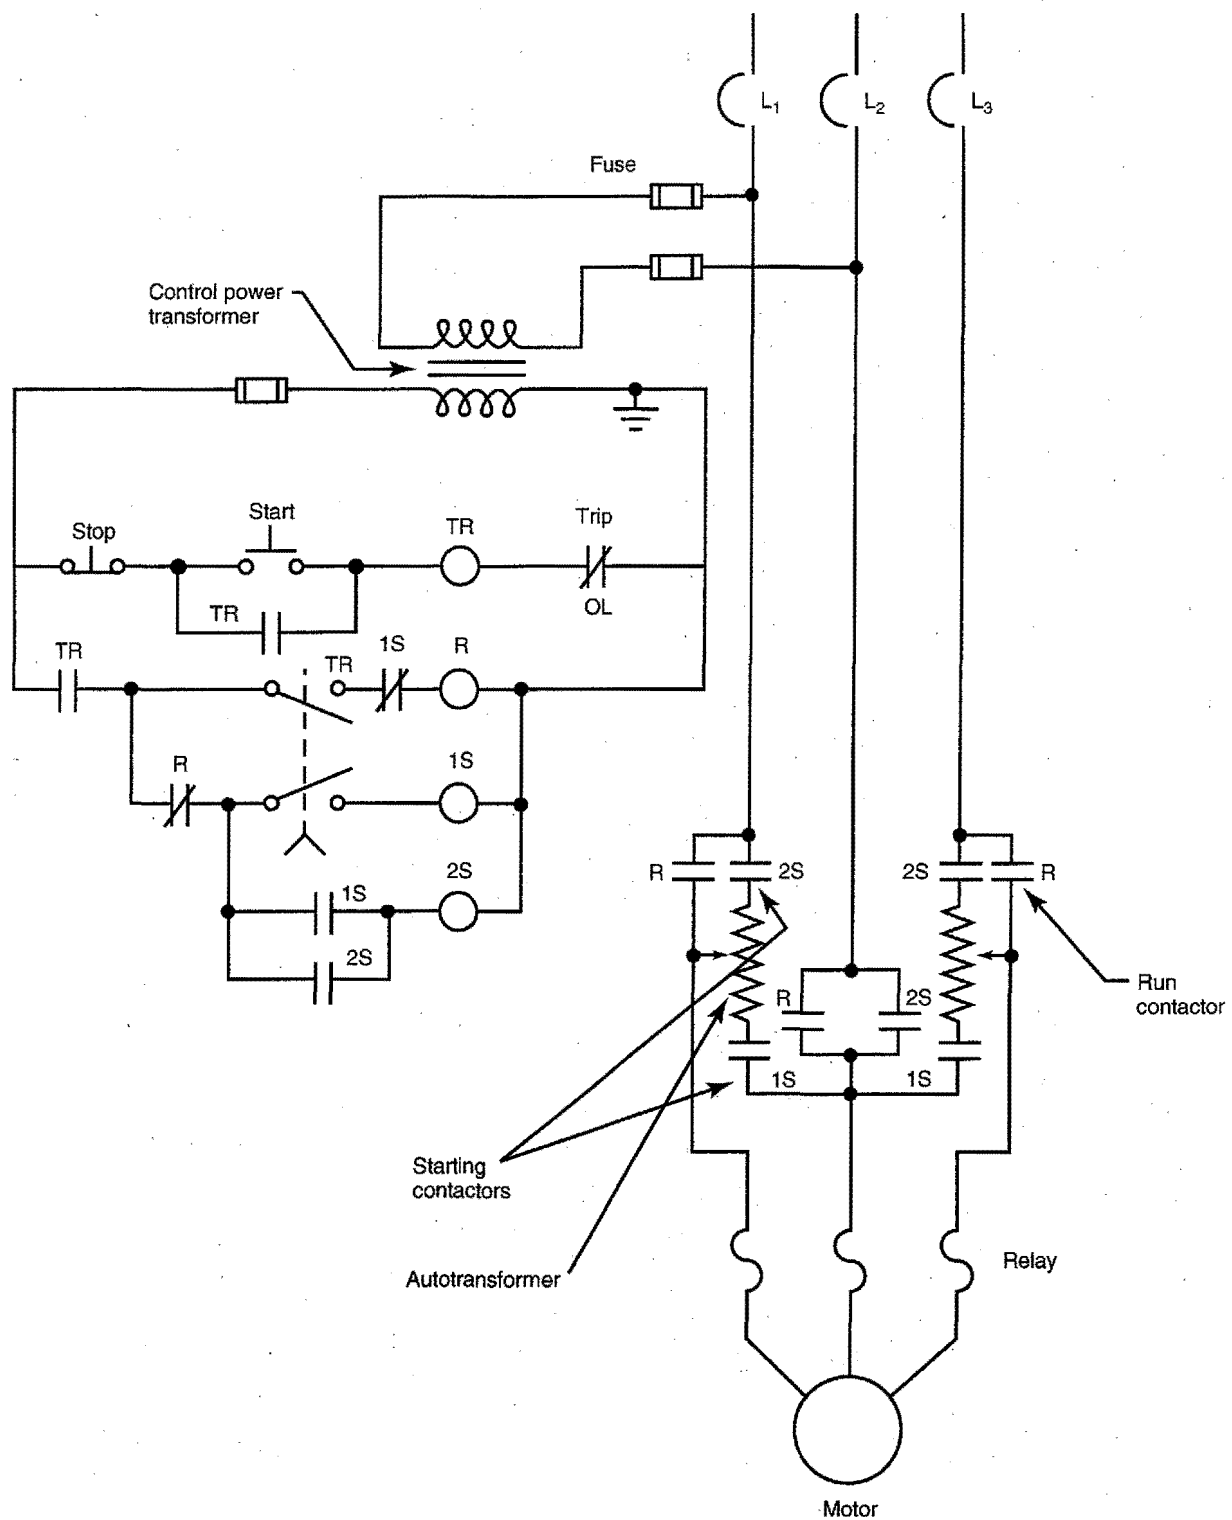 L1
L2
L3
Fuse
Control power
transformer
Stop
Start
TR
Trip
OL
TR
TR
TR
1S
R
R
1S
1S
2S
2S
R
2S
2S
R
R
2S
1S
1S
Run
contactor
Starting
contactors
Autotransformer
Relay
Motor